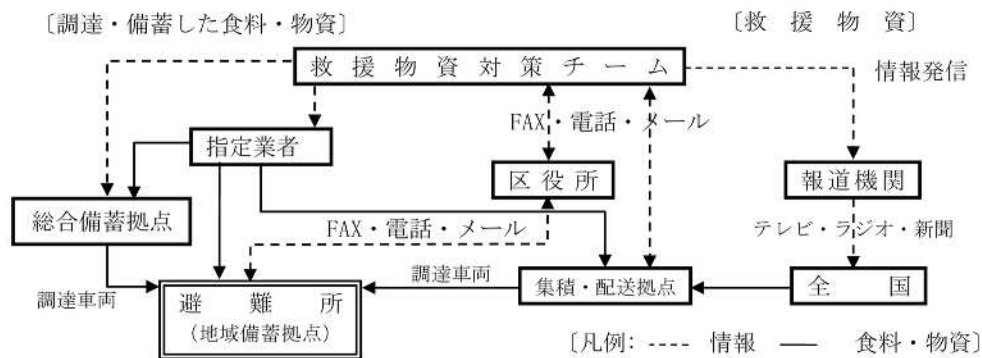 〔調達・備蓄した食料・物資〕
〔救援物資〕
救援物資対策チーム
情報発信
FAX・電話・メール
指定業者
区役所
報道機関
総合備蓄拠点
FAX・電話・メール
テレビ・ラジオ・新聞
調達車両
調達車両
避難所
(地域備蓄拠点)
集積・配送拠点
全国
〔凡例: ---- 情報 —— 食料・物資〕